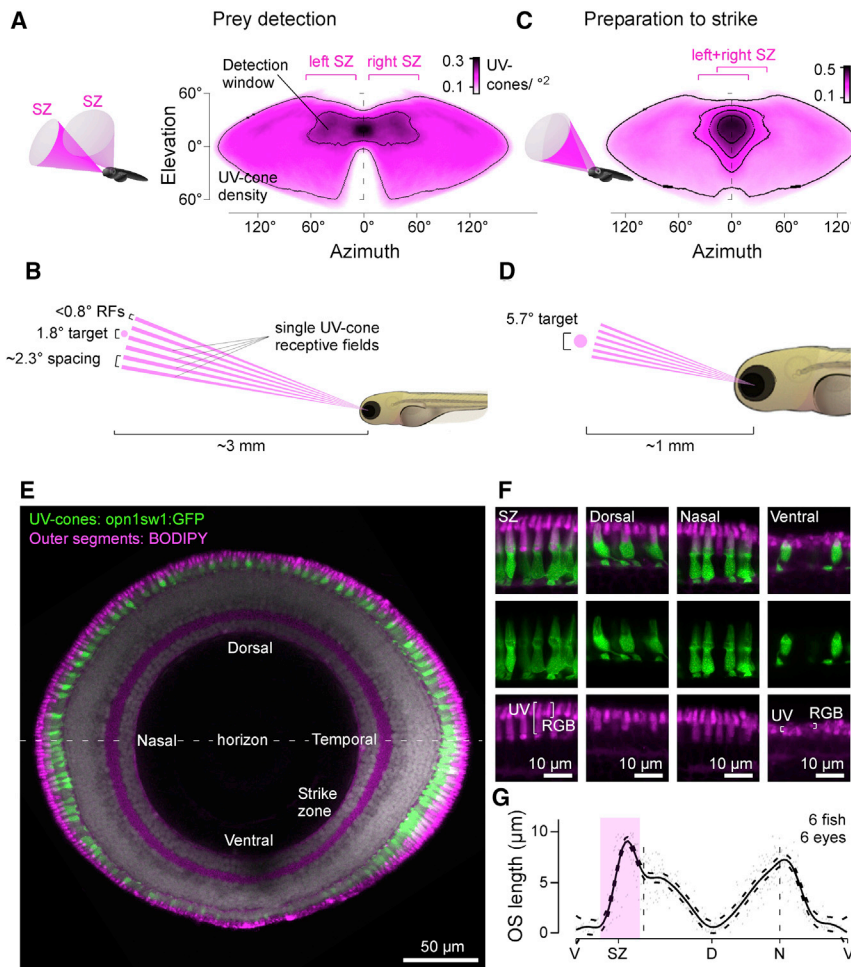 A
Prey detection
left SZ
right SZ
Detection
window
0.3
0.1
UV-
cones/ °2
SZ
SZ
60°
0°
60°
Elevation
UV-cone
density
120°
60°
0°
60°
120°
Azimuth
C
Preparation to strike
left+right SZ
0.5
0.1
120°
60°
0°
60°
120°
Azimuth
B
<0.8° RFs
1.8° target
~2.3° spacing
single UV-cone
receptive fields
~3 mm
D
5.7° target
~1 mm
E
UV-cones: opn1sw1:GFP
Outer segments: BODIPY
Dorsal
Nasal
horizon
Temporal
Strike
zone
Ventral
50 µm
F
SZ
Dorsal
Nasal
Ventral
UV
RGB
UV
RGB
10 µm
10 µm
10 µm
10 µm
G
6 fish
6 eyes
OS length (µm)
10
5
0
V
SZ
D
N
V